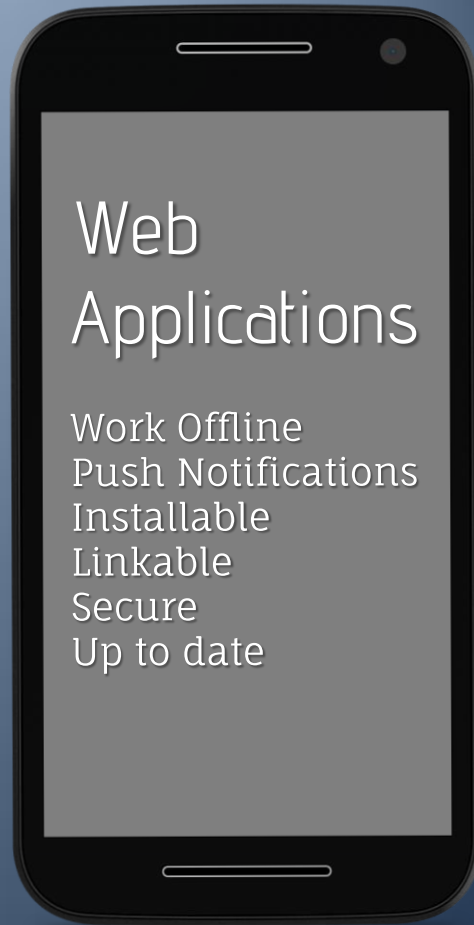 Web
Applications
Work Offline
Push Notifications
Installable
Linkable
Secure
Up to date